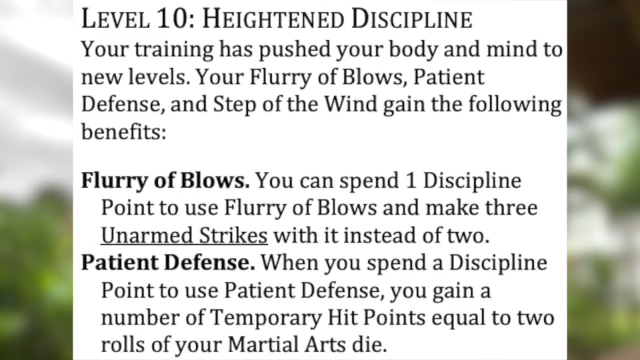 LEVEL 10: HEIGHTENED DISCIPLINE
Your training has pushed your body and mind to
new levels. Your Flurry of Blows, Patient
Defense, and Step of the Wind gain the following
benefits:
Flurry of Blows. You can spend 1 Discipline
Point to use Flurry of Blows and make three
Unarmed Strikes with it instead of two.
Patient Defense. When you spend a Discipline
Point to use Patient Defense, you gain a
number of Temporary Hit Points equal to two
rolls of your Martial Arts die.